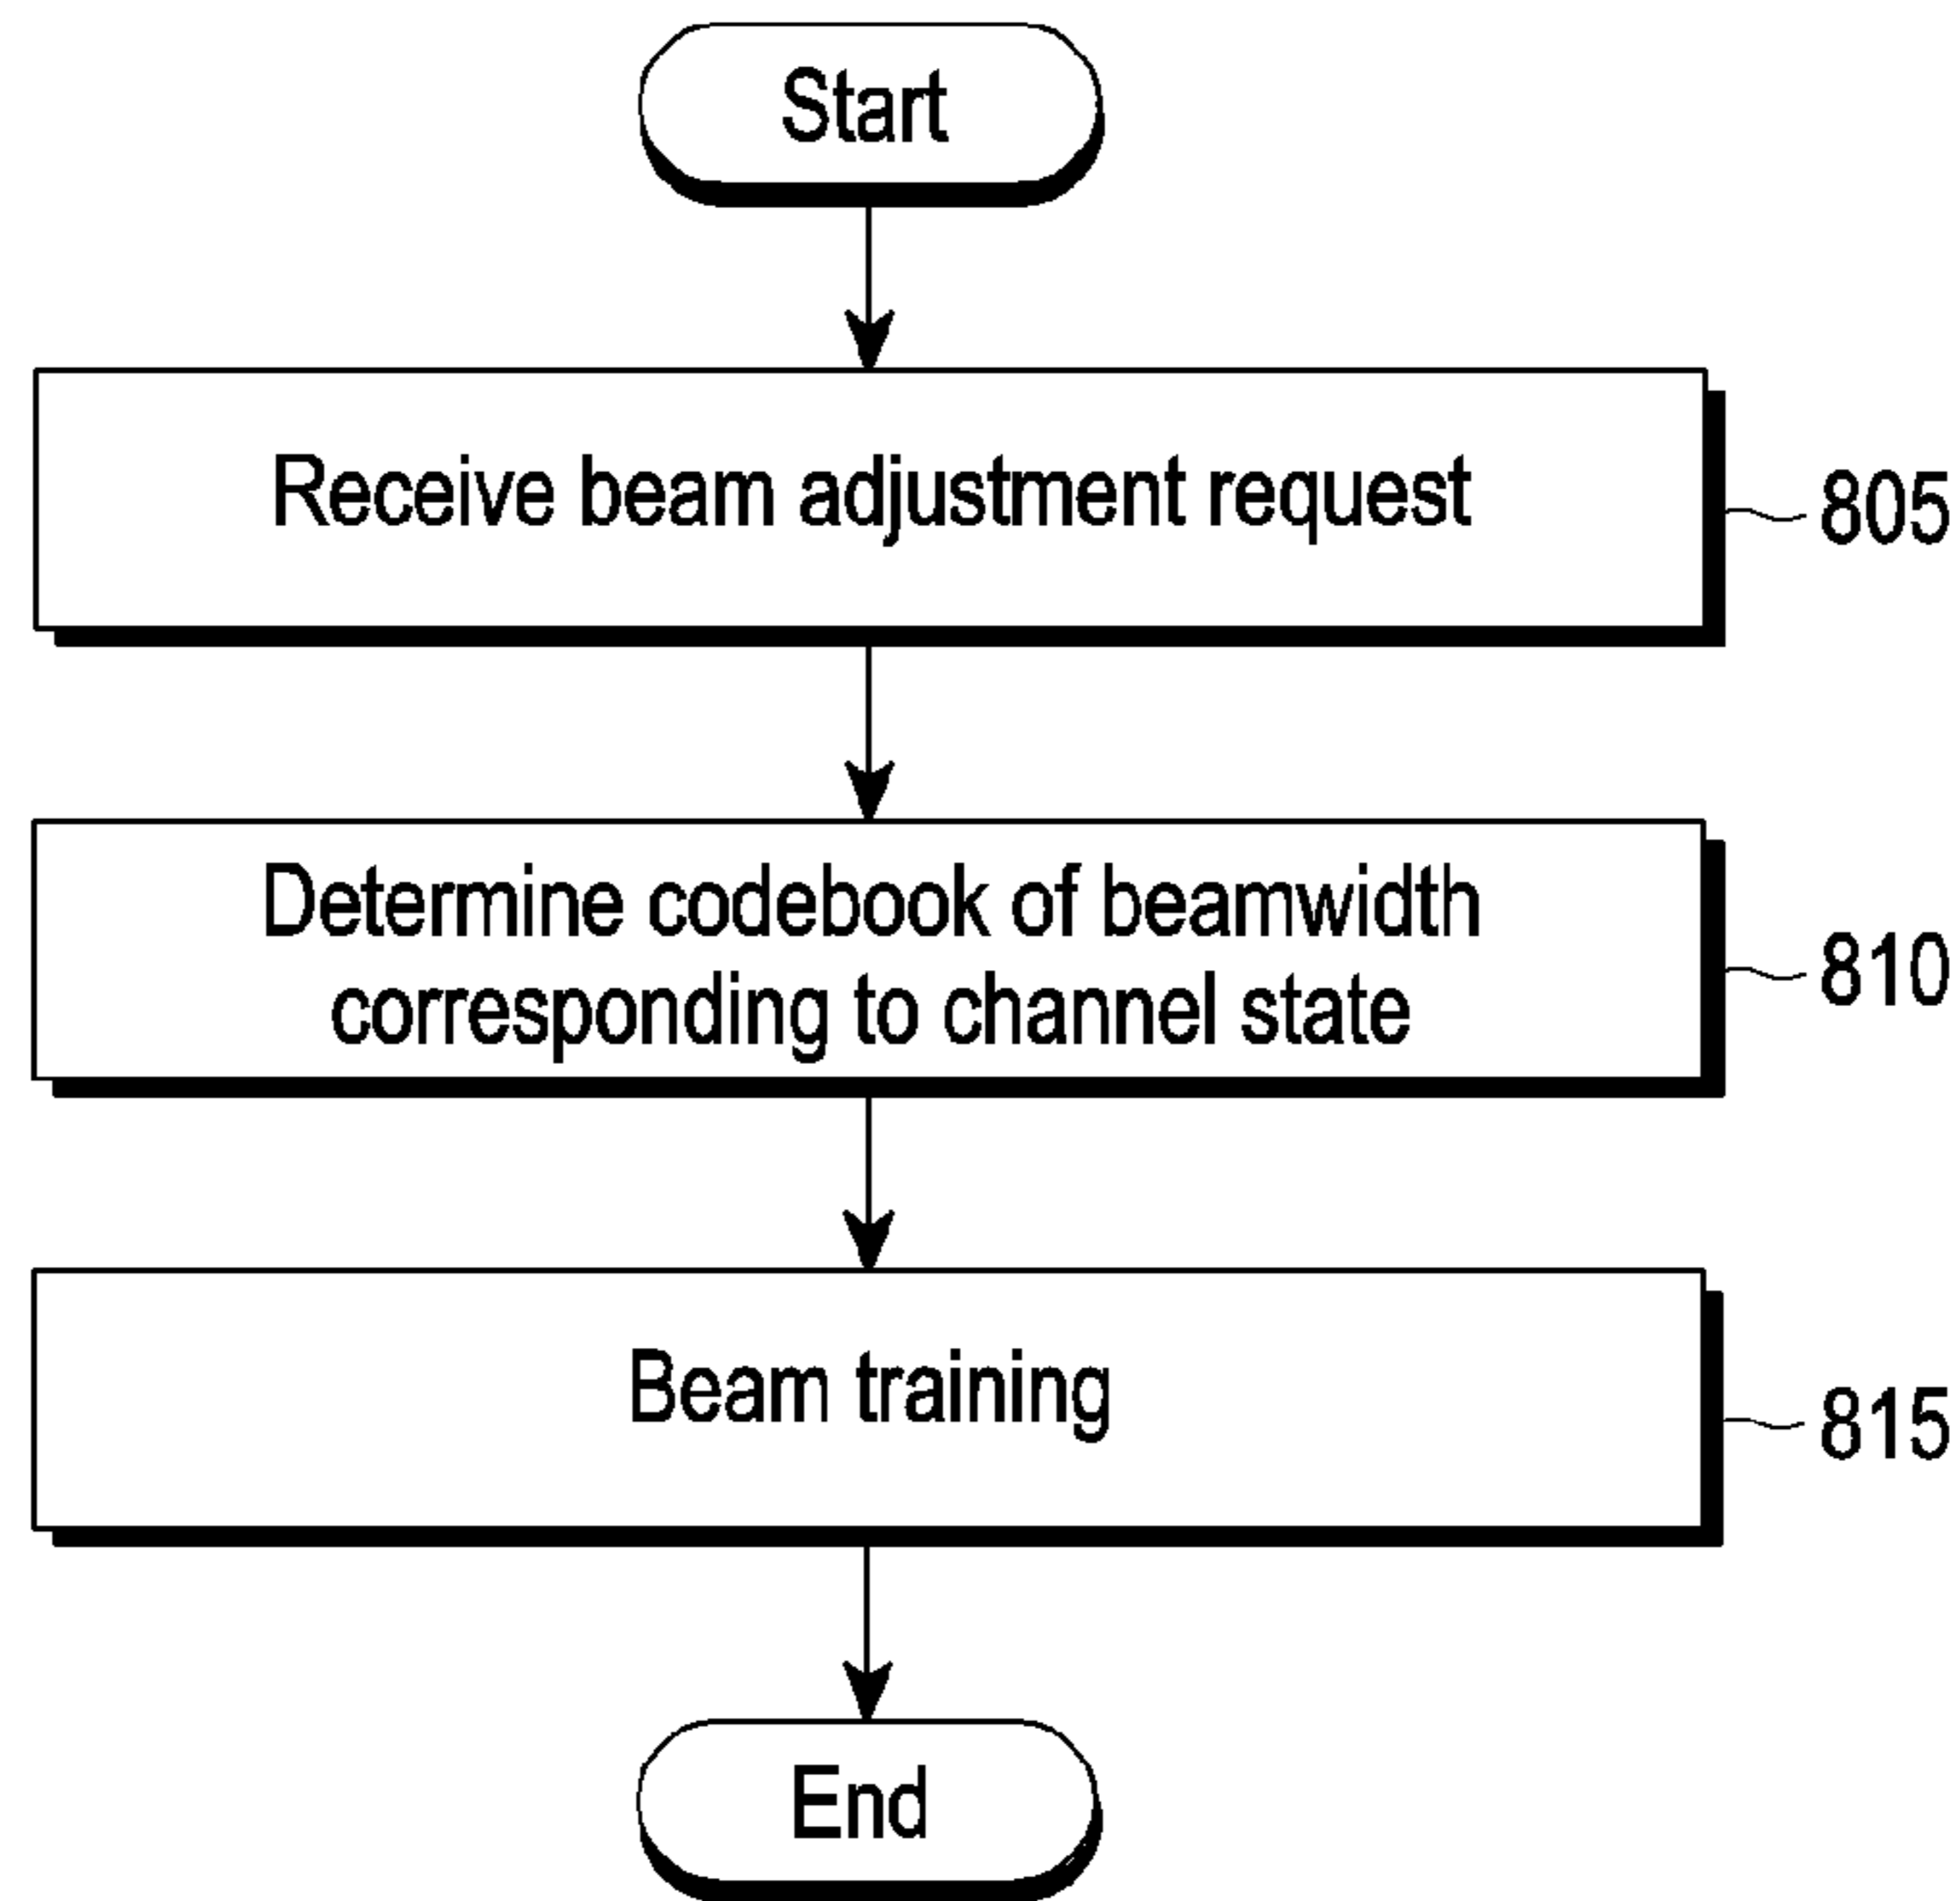 Start
Receive beam adjustment request
805
Determine codebook of beamwidth
corresponding to channel state
810
Beam training
815
End